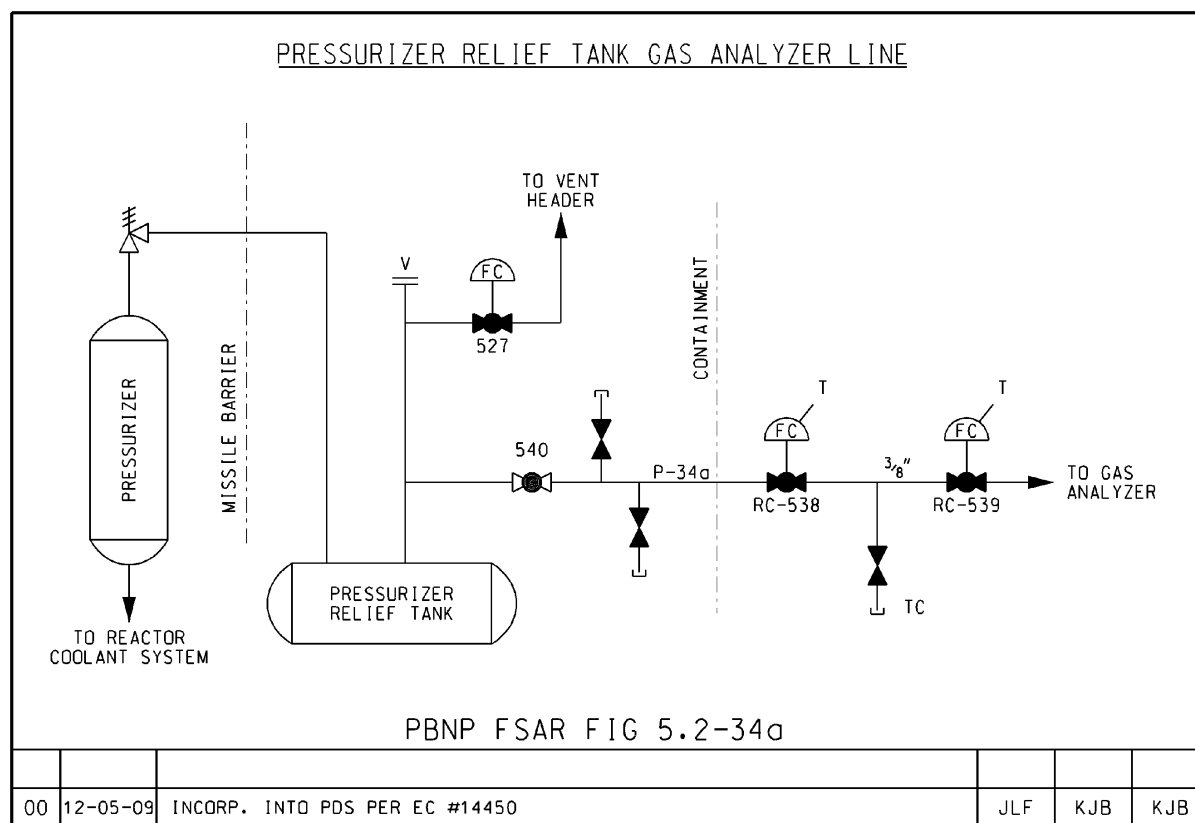 PRESSURIZER RELIEF TANK GAS ANALYZER LINE
TO VENT
HEADER
V
FC
527
MISSILE BARRIER
CONTAINMENT
PRESSURIZER
T
FC
T
FC
540
P-34a
3/8"
RC-538
RC-539
TO GAS
ANALYZER
PRESSURIZER
RELIEF TANK
TC
TO REACTOR
COOLANT SYSTEM
PBNP FSAR FIG 5.2-34a
00 12-05-09 INCORP. INTO PDS PER EC #14450 JLF KJB KJB